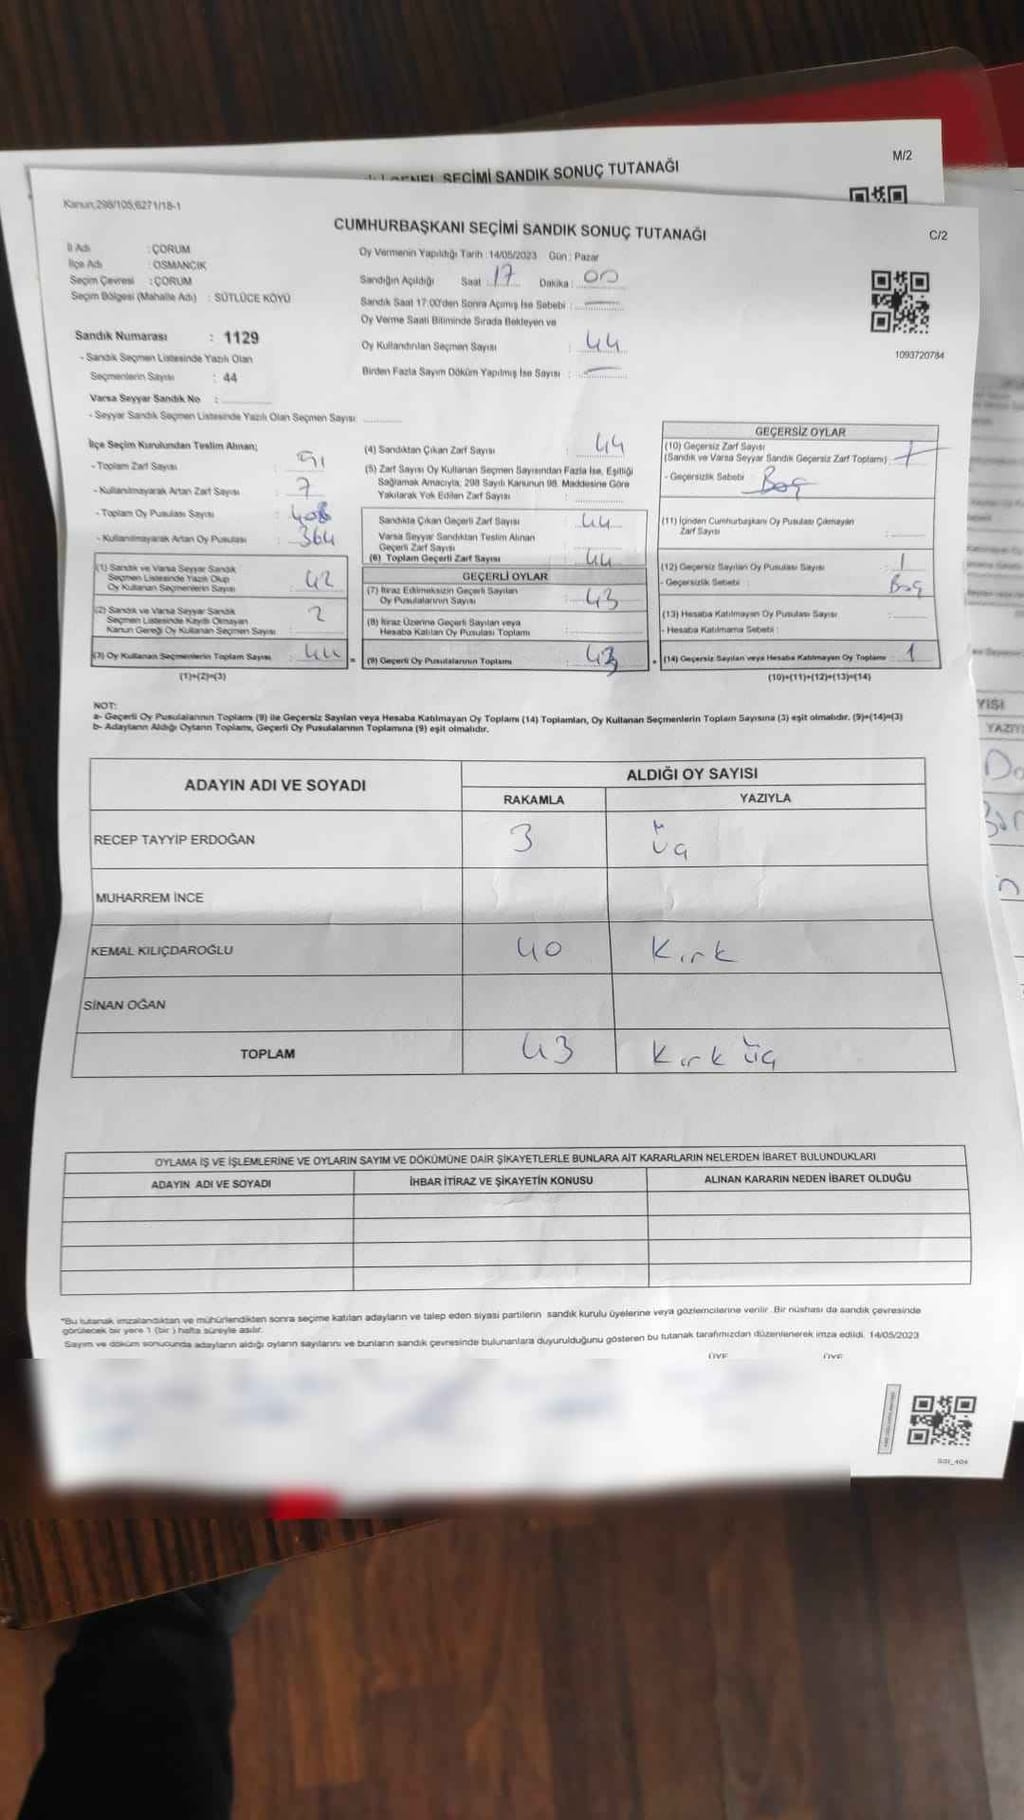 GENEL SEÇİMİ SANDIK SONUÇ TUTANAĞI
M/2
Kanun;298/105;6271/18-1
CUMHURBAŞKANI SEÇİMİ SANDIK SONUÇ TUTANAĞI
C/2
İl Adı : ÇORUM
İlçe Adı : OSMANCIK
Seçim Çevresi : ÇORUM
Seçim Bölgesi (Mahalle Adı) : SÜTLÜCE KÖYÜ
Oy Vermenin Yapıldığı Tarih : 14/05/2023 Gün : Pazar
Sandığın Açıldığı Saat : 17 Dakika : 00
Sandık Saat 17:00'den Sonra Açılmış İse Sebebi : —
Oy Verme Saati Bitiminde Sırada Bekleyen ve
Oy Kullandırılan Seçmen Sayısı : 44
Birden Fazla Sayım Döküm Yapılmış İse Sayısı : —
1093720784
Sandık Numarası : 1129
- Sandık Seçmen Listesinde Yazılı Olan
Seçmenlerin Sayısı : 44
Varsa Seyyar Sandık No :
- Seyyar Sandık Seçmen Listesinde Yazılı Olan Seçmen Sayısı
İlçe Seçim Kurulundan Teslim Alınan;
- Toplam Zarf Sayısı : 91
- Kullanılmayarak Artan Zarf Sayısı : 7
- Toplam Oy Pusulası Sayısı : 408
- Kullanılmayarak Artan Oy Pusulası : 364
(1) Sandık ve Varsa Seyyar Sandık
Seçmen Listesinde Yazılı Olup
Oy Kullanan Seçmenlerin Sayısı : 42
(2) Sandık ve Varsa Seyyar Sandık
Seçmen Listesinde Kayıtlı Olmayan
Kanun Gereği Oy Kullanan Seçmen Sayısı : 2
(3) Oy Kullanan Seçmenlerin Toplam Sayısı : 44
(1)+(2)=(3)
(4) Sandıktan Çıkan Zarf Sayısı : 44
(5) Zarf Sayısı Oy Kullanan Seçmen Sayısından Fazla İse, Eşitliği
Sağlamak Amacıyla; 298 Sayılı Kanunun 98. Maddesine Göre
Yakılarak Yok Edilen Zarf Sayısı :
Sandıkta Çıkan Geçerli Zarf Sayısı : 44
Varsa Seyyar Sandıktan Teslim Alınan
Geçerli Zarf Sayısı :
(6) Toplam Geçerli Zarf Sayısı : 44
GEÇERLİ OYLAR
(7) İtiraz Edilmeksizin Geçerli Sayılan
Oy Pusulalarının Sayısı : 43
(8) İtiraz Üzerine Geçerli Sayılan veya
Hesaba Katılan Oy Pusulası Toplamı :
(9) Geçerli Oy Pusulalarının Toplamı : 43
GEÇERSİZ OYLAR
(10) Geçersiz Zarf Sayısı
(Sandık ve Varsa Seyyar Sandık Geçersiz Zarf Toplamı) :
- Geçersizlik Sebebi : Boş
(11) İçinden Cumhurbaşkanı Oy Pusulası Çıkmayan
Zarf Sayısı :
(12) Geçersiz Sayılan Oy Pusulası Sayısı : 1
- Geçersizlik Sebebi : Boş
(13) Hesaba Katılmayan Oy Pusulası Sayısı :
- Hesaba Katılmama Sebebi :
(14) Geçersiz Sayılan veya Hesaba Katılmayan Oy Toplamı : 1
(10)+(11)+(12)+(13)=(14)
NOT:
a- Geçerli Oy Pusulalarının Toplamı (9) ile Geçersiz Sayılan veya Hesaba Katılmayan Oy Toplamı (14) Toplamları, Oy Kullanan Seçmenlerin Toplam Sayısına (3) eşit olmalıdır. (9)+(14)=(3)
b- Adayların Aldığı Oyların Toplamı, Geçerli Oy Pusulalarının Toplamına (9) eşit olmalıdır.
ADAYIN ADI VE SOYADI
ALDIĞI OY SAYISI
RAKAMLA
YAZIYLA
RECEP TAYYİP ERDOĞAN 3 üç
MUHARREM İNCE
KEMAL KILIÇDAROĞLU 40 Kırk
SİNAN OĞAN
TOPLAM 43 Kırk üç
OYLAMA İŞ VE İŞLEMLERİNE VE OYLARIN SAYIM VE DÖKÜMÜNE DAİR ŞİKAYETLERLE BUNLARA AİT KARARLARIN NELERDEN İBARET BULUNDUKLARI
ADAYIN ADI VE SOYADI
İHBAR İTİRAZ VE ŞİKAYETİN KONUSU
ALINAN KARARIN NEDEN İBARET OLDUĞU
*Bu tutanak imzalandıktan ve mühürlendikten sonra seçime katılan adayların ve talep eden siyasi partilerin sandık kurulu üyelerine veya gözlemcilerine verilir. Bir nüshası da sandık çevresinde
görülecek bir yere 1 (bir) hafta süreyle asılır.
Sayım ve döküm sonucunda adayların aldığı oyların sayılarını ve bunların sandık çevresinde bulunanlara duyurulduğunu gösteren bu tutanak tarafımızdan düzenlenerek imza edildi. 14/05/2023
ÜYE ÜYE
YISI